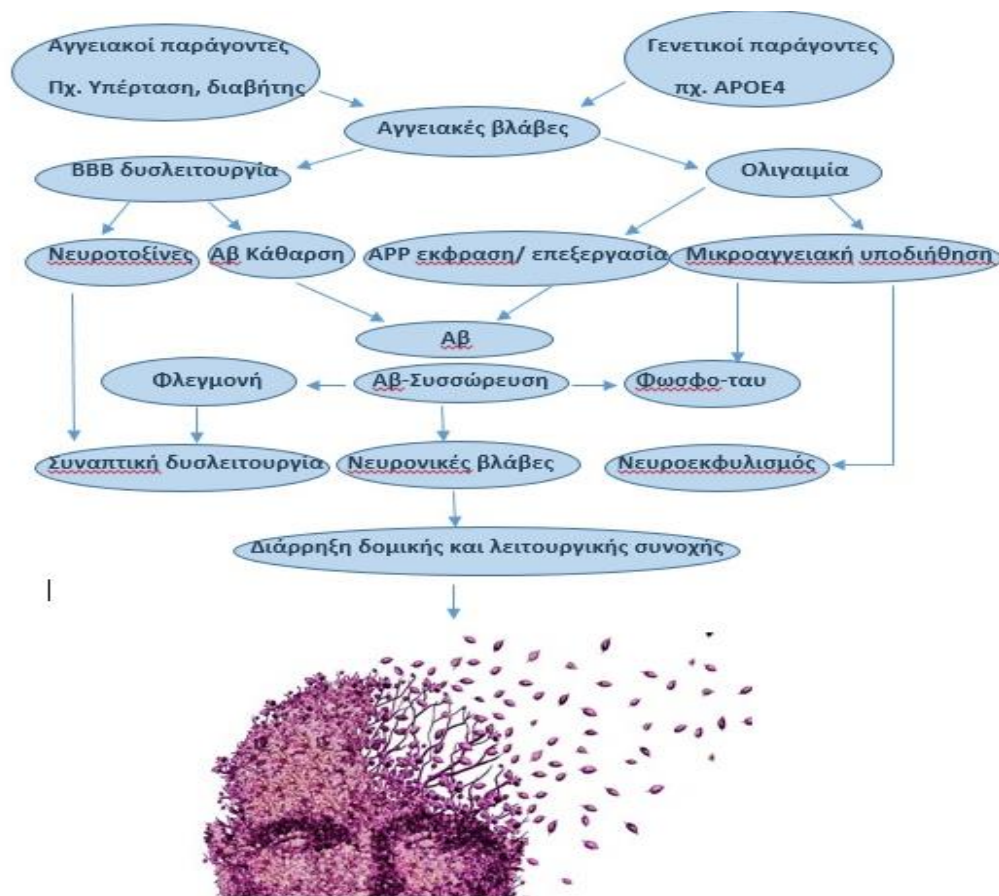 Αγγειακοί παράγοντες
Πχ. Υπέρταση, διαβήτης
Γενετικοί παράγοντες
πχ. APOE4
Αγγειακές βλάβες
BBB δυσλειτουργία
Ολιγαιμία
Νευροτοξίνες
Αβ Κάθαρση
APP εκφραση/ επεξεργασία
Μικροαγγειακή υποδιήθηση
Αβ
Φλεγμονή
Αβ-Συσσώρευση
Φωσφο-ταυ
Συναπτική δυσλειτουργία
Νευρονικές βλάβες
Νευροεκφυλισμός
Διάρρηξη δομικής και λειτουργικής συνοχής